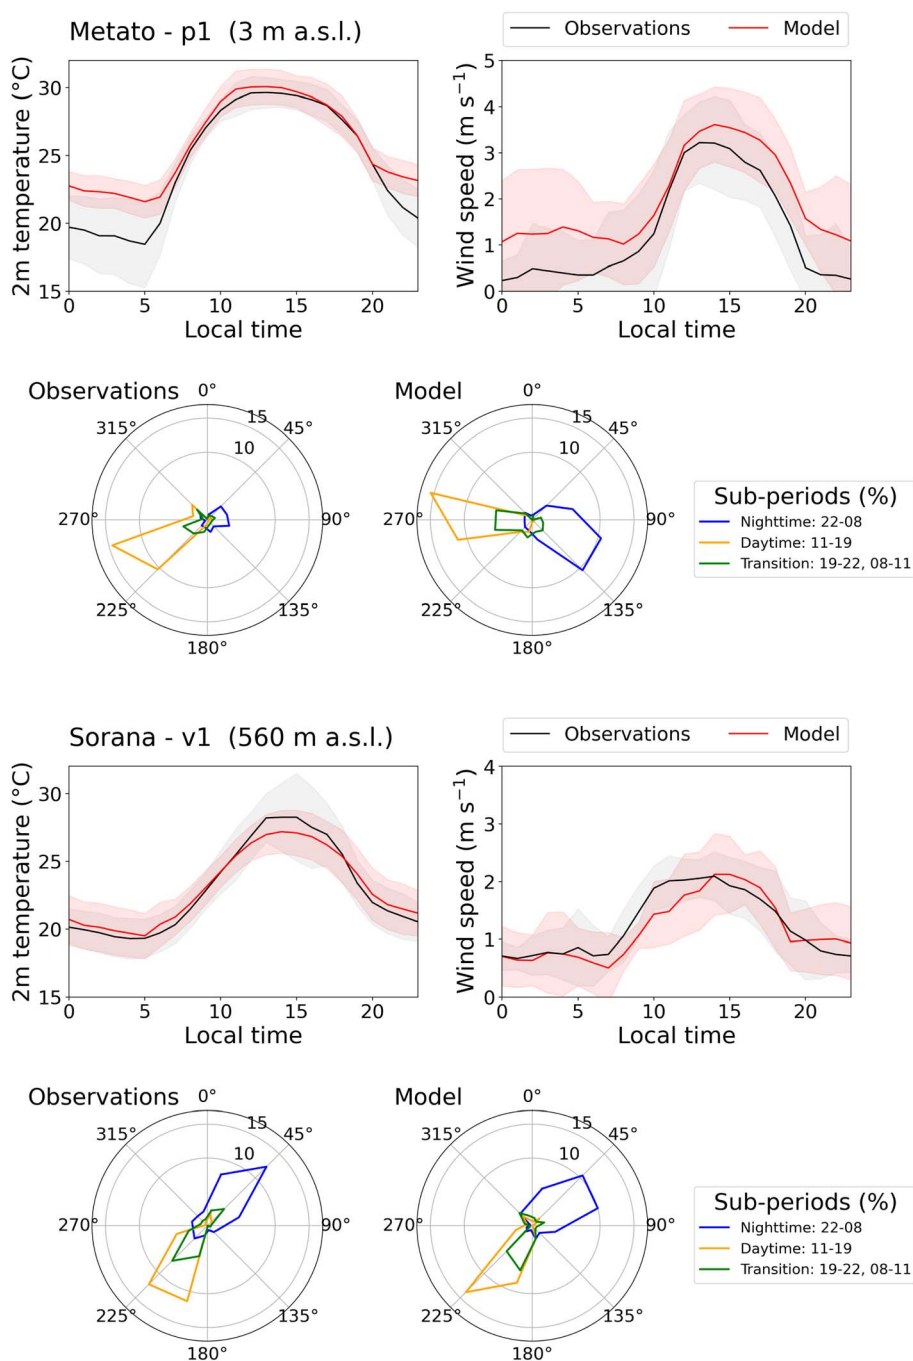 Metato - p1 (3 m a.s.l.)
Observations Model
2m temperature (°C)
30
25
20
15
0 5 10 15 20
Local time
Wind speed (m s⁻¹)
5
4
3
2
1
0
0 5 10 15 20
Local time
Observations
0°
45°
90°
135°
180°
225°
270°
315°
15
10
Model
0°
45°
90°
135°
180°
225°
270°
315°
15
10
Sub-periods (%)
Nighttime: 22-08
Daytime: 11-19
Transition: 19-22, 08-11
Sorana - v1 (560 m a.s.l.)
Observations Model
2m temperature (°C)
30
25
20
15
0 5 10 15 20
Local time
Wind speed (m s⁻¹)
4
3
2
1
0
0 5 10 15 20
Local time
Observations
0°
45°
90°
135°
180°
225°
270°
315°
15
10
Model
0°
45°
90°
135°
180°
225°
270°
315°
15
10
Sub-periods (%)
Nighttime: 22-08
Daytime: 11-19
Transition: 19-22, 08-11